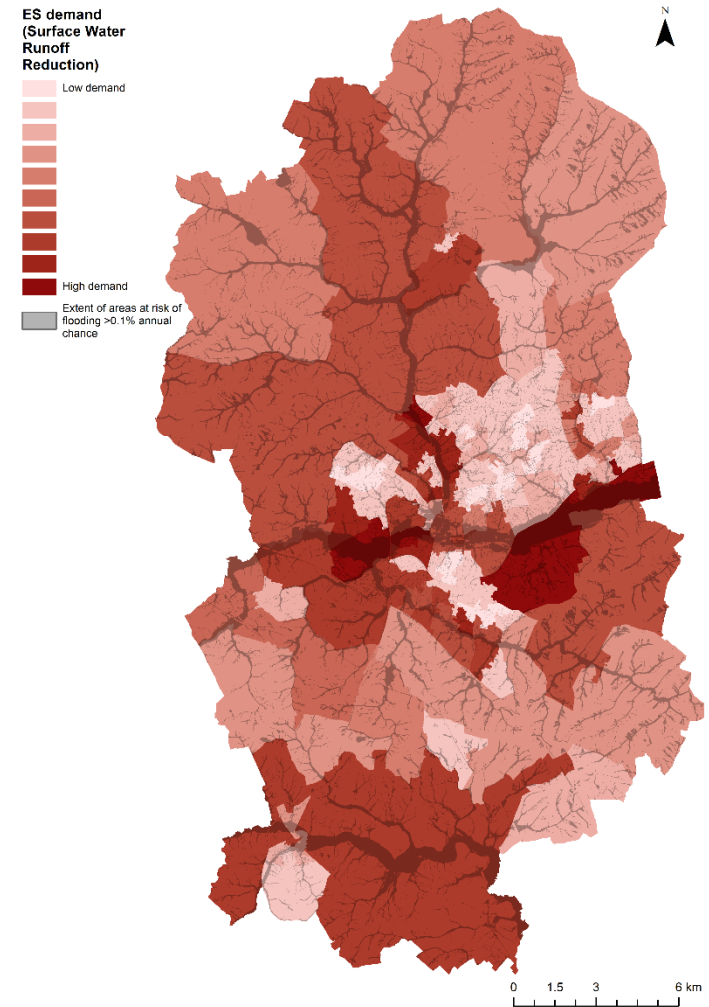 ES demand
(Surface Water
Runoff
Reduction)
Low demand
High demand
Extent of areas at risk of
flooding >0.1% annual
chance
N
0 1.5 3 6 km